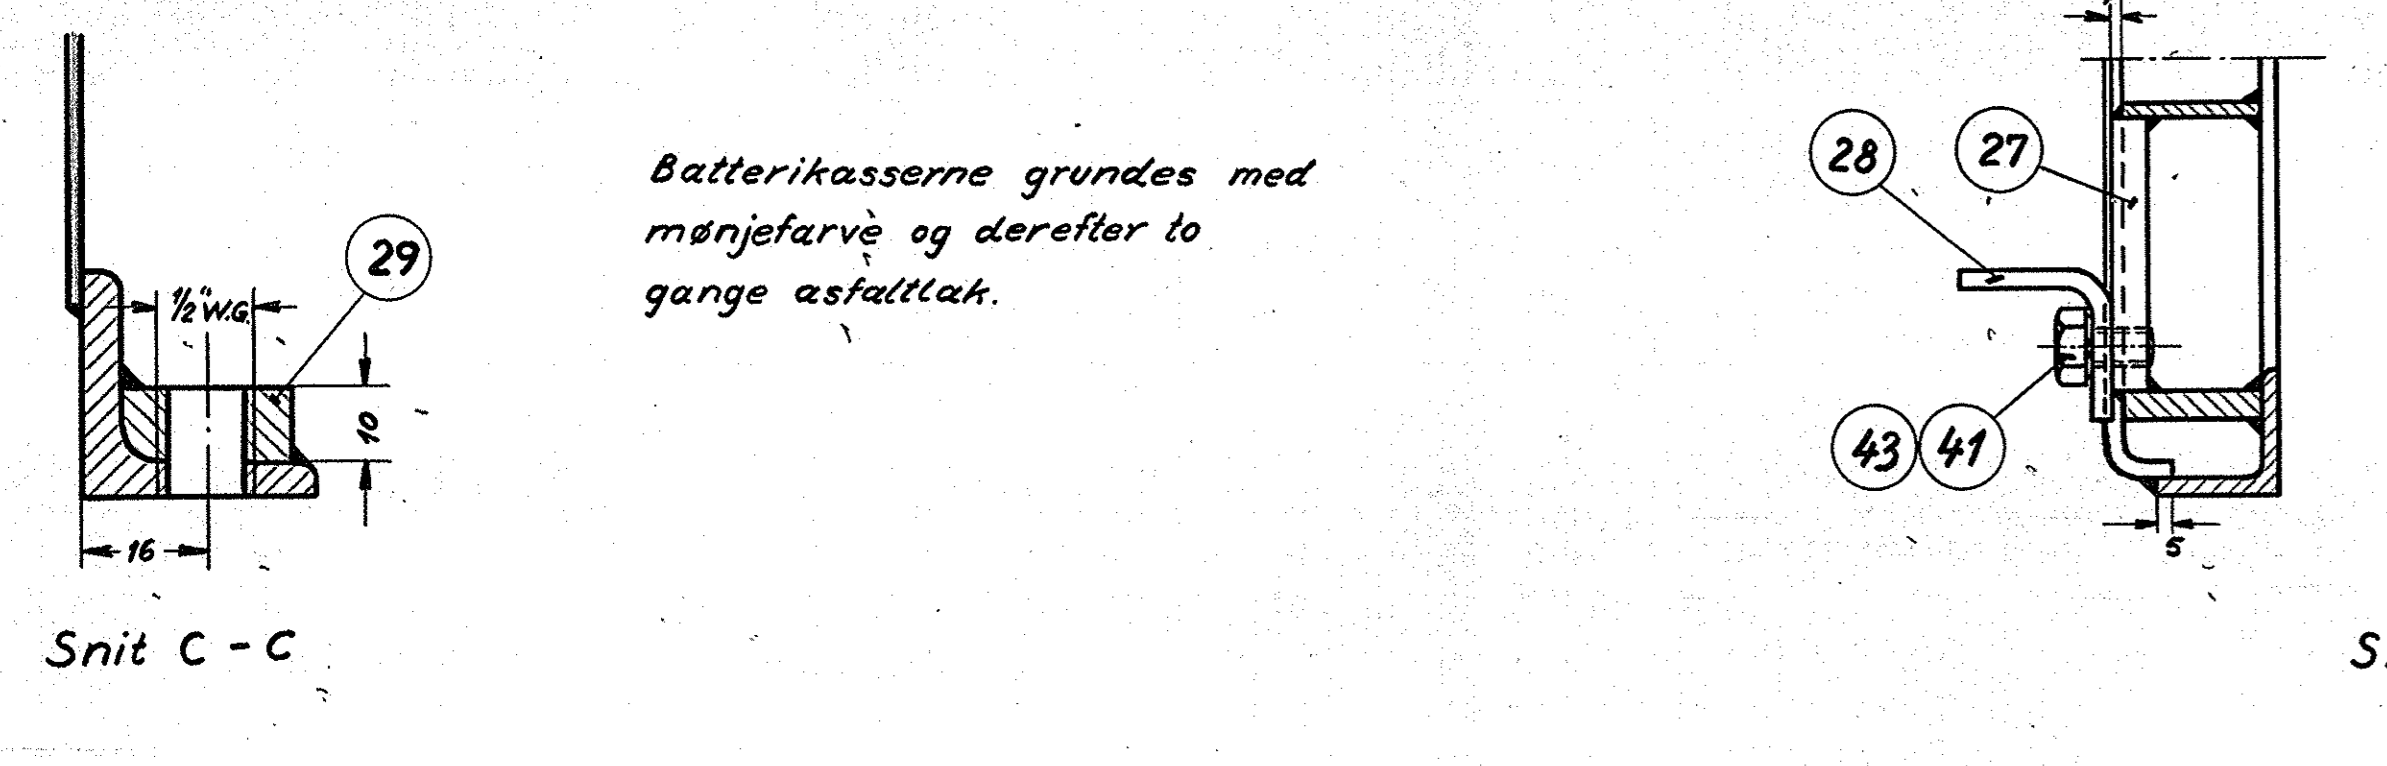 Batterikasserne grundes med
mønjefarve og derefter to
gange asfaltlak.
29
1/2" W.G.
10
16
Snit C - C
28
27
43
41
5
S